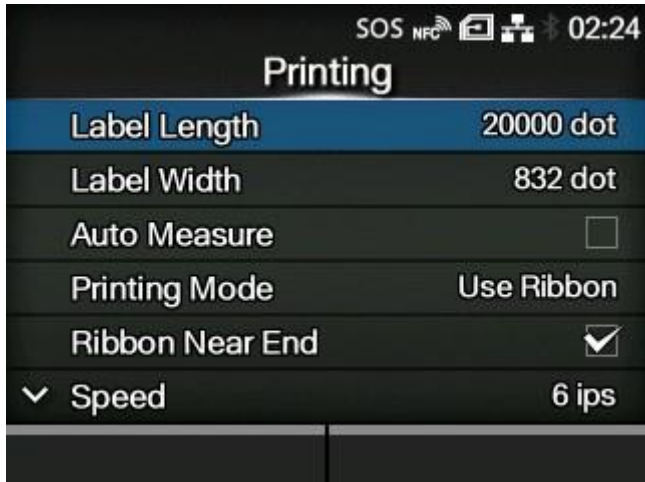 SOS NFC 02:24
Printing
Label Length 20000 dot
Label Width 832 dot
Auto Measure
Printing Mode Use Ribbon
Ribbon Near End
Speed 6 ips